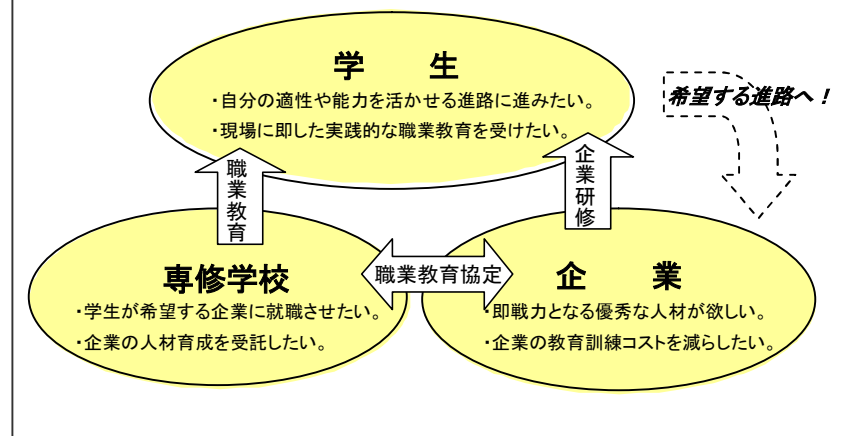 学　生
・自分の適性や能力を活かせる進路に進みたい。
・現場に即した実践的な職業教育を受けたい。
希望する進路へ！
職業教育
企業研修
専修学校
・学生が希望する企業に就職させたい。
・企業の人材育成を受託したい。
職業教育協定
企　業
・即戦力となる優秀な人材が欲しい。
・企業の教育訓練コストを減らしたい。